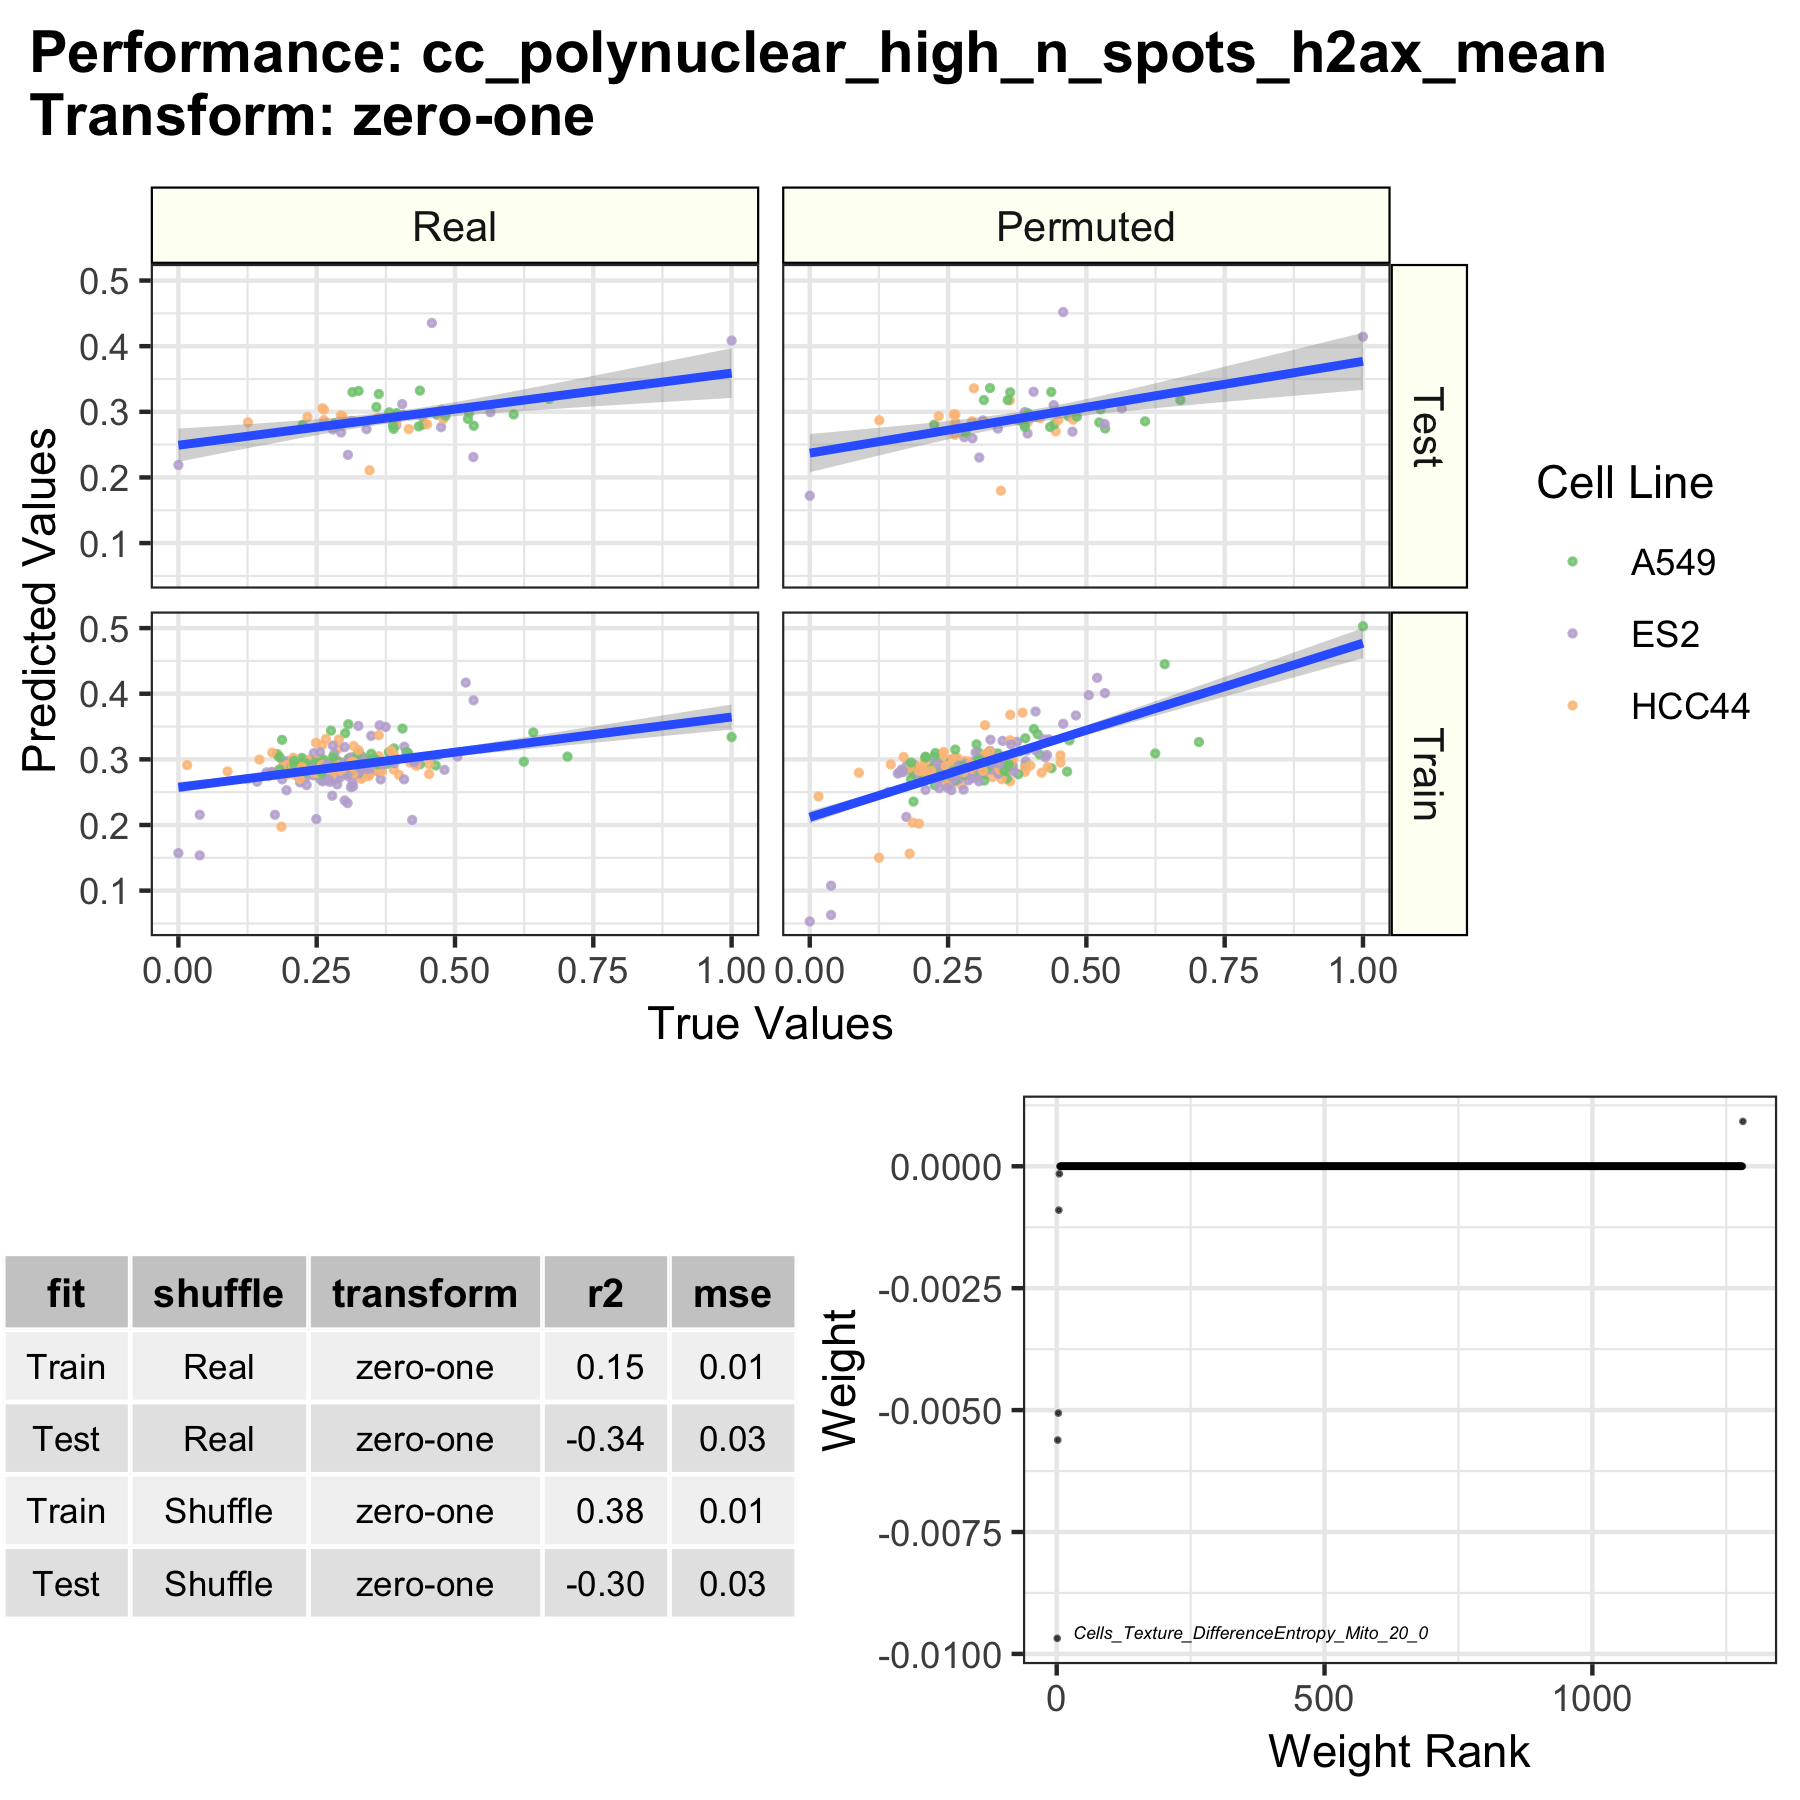 Performance: cc_polynuclear_high_n_spots_h2ax_mean
Transform: zero-one
Real
Permuted
0.5
0.4
0.3
0.2
0.1
Test
0.5
0.4
0.3
0.2
0.1
Train
Predicted Values
0.00 0.25 0.50 0.75 1.00 0.00 0.25 0.50 0.75 1.00
True Values
Cell Line
A549
ES2
HCC44
fit shuffle transform r2 mse
Train Real zero-one 0.15 0.01
Test Real zero-one -0.34 0.03
Train Shuffle zero-one 0.38 0.01
Test Shuffle zero-one -0.30 0.03
Weight
0.0000
-0.0025
-0.0050
-0.0075
-0.0100
Cells_Texture_DifferenceEntropy_Mito_20_0
0 500 1000
Weight Rank